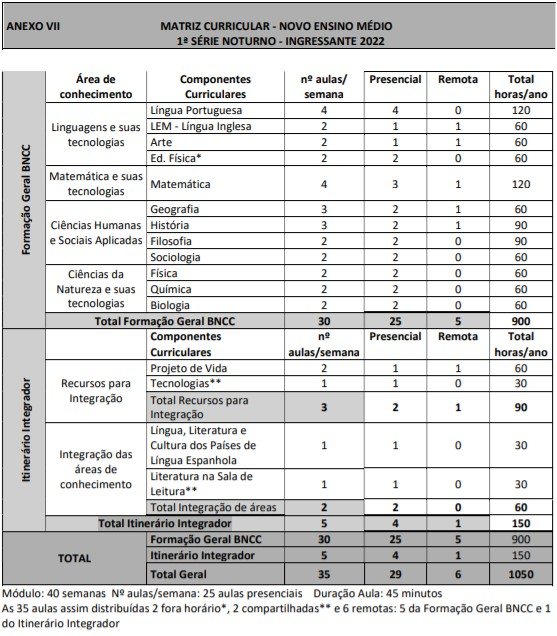 ANEXO VII MATRIZ CURRICULAR - NOVO ENSINO MÉDIO
1ª SÉRIE NOTURNO - INGRESSANTE 2022
Formação Geral BNCC
Área de conhecimento Componentes Curriculares nº aulas/ semana Presencial Remota Total horas/ano
Linguagens e suas tecnologias
Língua Portuguesa 4 4 0 120
LEM - Língua Inglesa 2 1 1 60
Arte 2 1 1 60
Ed. Física* 2 2 0 60
Matemática e suas tecnologias
Matemática 4 3 1 120
Ciências Humanas e Sociais Aplicadas
Geografia 3 2 1 60
História 3 2 1 90
Filosofia 2 2 0 90
Sociologia 2 2 0 60
Ciências da Natureza e suas tecnologias
Física 2 2 0 60
Química 2 2 0 60
Biologia 2 2 0 60
Total Formação Geral BNCC 30 25 5 900
Itinerário Integrador
Componentes Curriculares nº aulas/semana Presencial Remota Total horas/ano
Recursos para Integração
Projeto de Vida 2 1 1 60
Tecnologias** 1 1 0 30
Total Recursos para Integração 3 2 1 90
Integração das áreas de conhecimento
Língua, Literatura e Cultura dos Países de Língua Espanhola 1 1 0 30
Literatura na Sala de Leitura** 1 1 0 30
Total Integração de áreas 2 2 0 60
Total Itinerário Integrador 5 4 1 150
TOTAL
Formação Geral BNCC 30 25 5 900
Itinerário Integrador 5 4 1 150
Total Geral 35 29 6 1050
Módulo: 40 semanas Nº aulas/semana: 25 aulas presenciais Duração Aula: 45 minutos
As 35 aulas assim distribuídas 2 fora horário*, 2 compartilhadas** e 6 remotas: 5 da Formação Geral BNCC e 1
do Itinerário Integrador